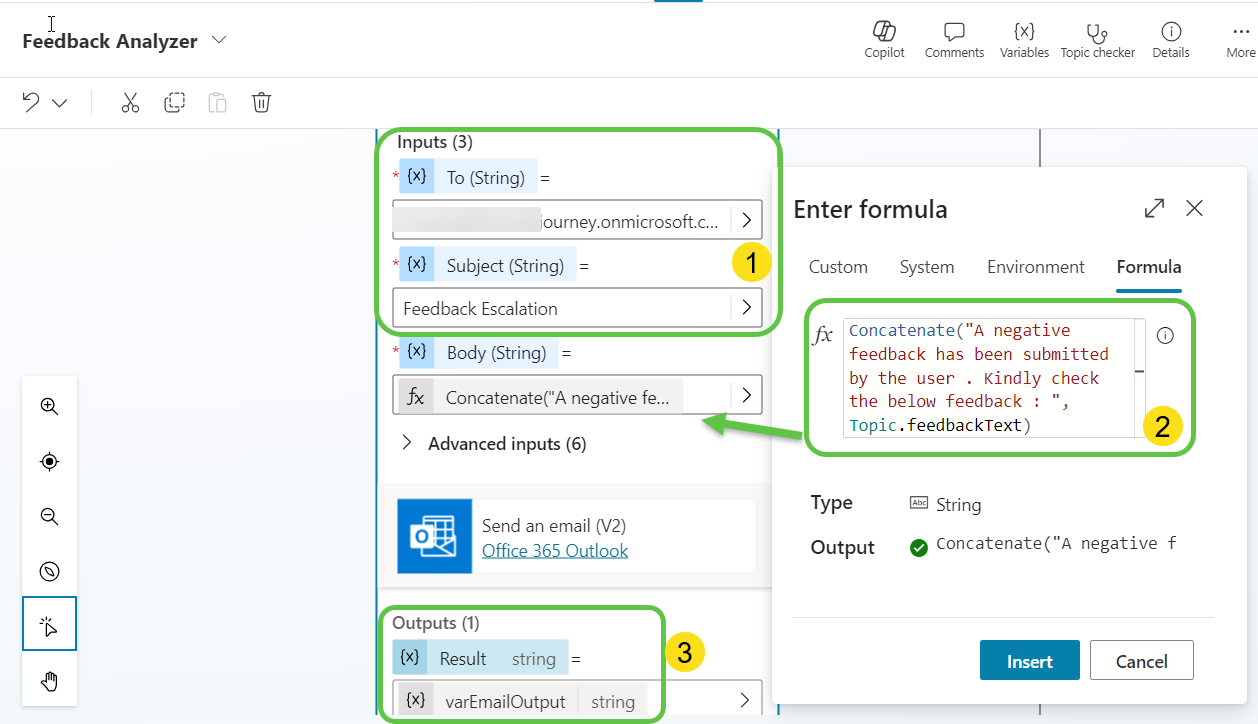 Feedback Analyzer
Copilot
Comments
{x}
Variables
Topic checker
Details
More
Inputs (3)
* {x} To (String) =
journey.onmicrosoft.c...
* {x} Subject (String) =
1
Feedback Escalation
* {x} Body (String) =
fx Concatenate("A negative fe...
Advanced inputs (6)
Send an email (V2)
Office 365 Outlook
Outputs (1)
{x} Result string =
3
{x} varEmailOutput string
Enter formula
Custom System Environment Formula
fx
Concatenate("A negative
feedback has been submitted
by the user . Kindly check
the below feedback : ",
Topic.feedbackText)
2
Type Abc String
Output Concatenate("A negative f
Insert Cancel